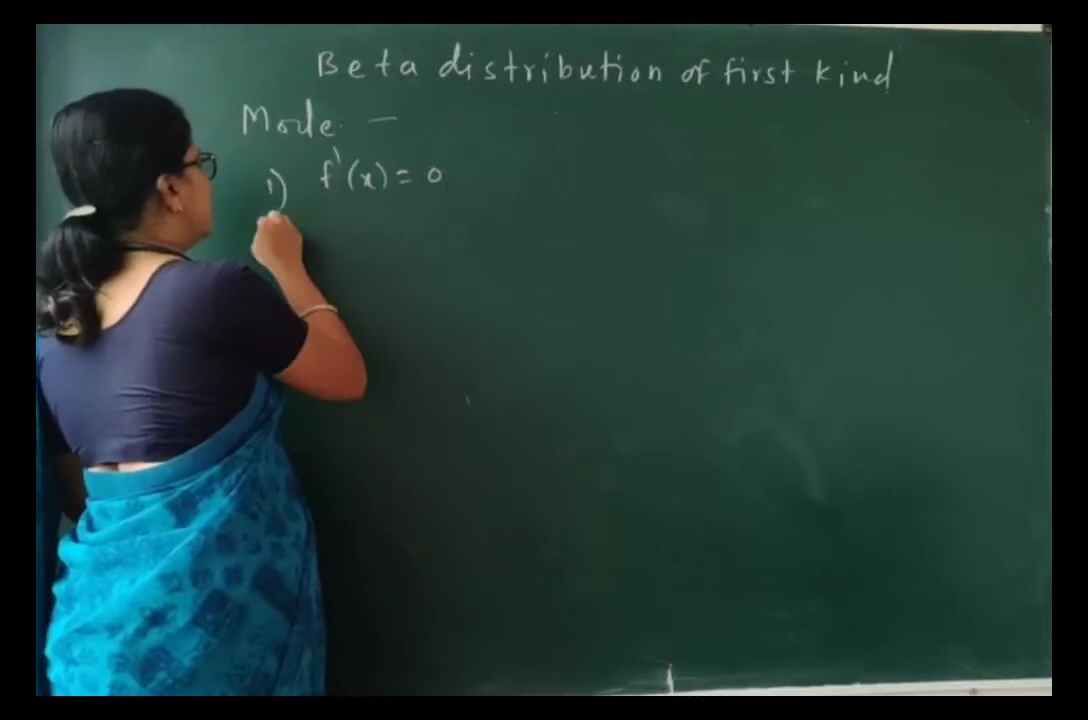 Beta distribution of first kind
Mode -
1) f'(x) = 0